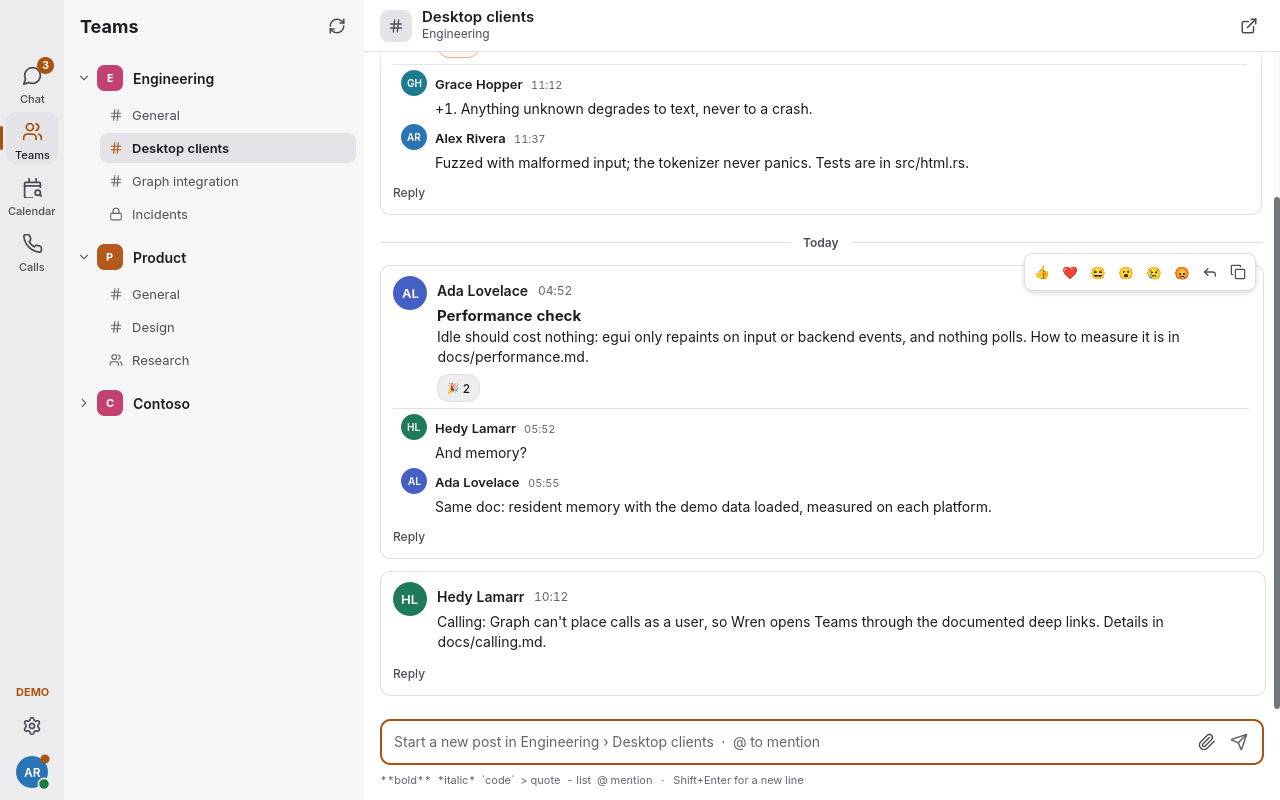 Teams
Desktop clients
Engineering
3
Chat
Teams
Calendar
Calls
E Engineering
General
Desktop clients
Graph integration
Incidents
P Product
General
Design
Research
C Contoso
DEMO
AR
GH Grace Hopper 11:12
+1. Anything unknown degrades to text, never to a crash.
AR Alex Rivera 11:37
Fuzzed with malformed input; the tokenizer never panics. Tests are in src/html.rs.
Reply
Today
AL Ada Lovelace 04:52
Performance check
Idle should cost nothing: egui only repaints on input or backend events, and nothing polls. How to measure it is in
docs/performance.md.
🎉 2
HL Hedy Lamarr 05:52
And memory?
AL Ada Lovelace 05:55
Same doc: resident memory with the demo data loaded, measured on each platform.
Reply
HL Hedy Lamarr 10:12
Calling: Graph can't place calls as a user, so Wren opens Teams through the documented deep links. Details in
docs/calling.md.
Reply
Start a new post in Engineering › Desktop clients · @ to mention
**bold** *italic* `code` > quote - list @ mention · Shift+Enter for a new line